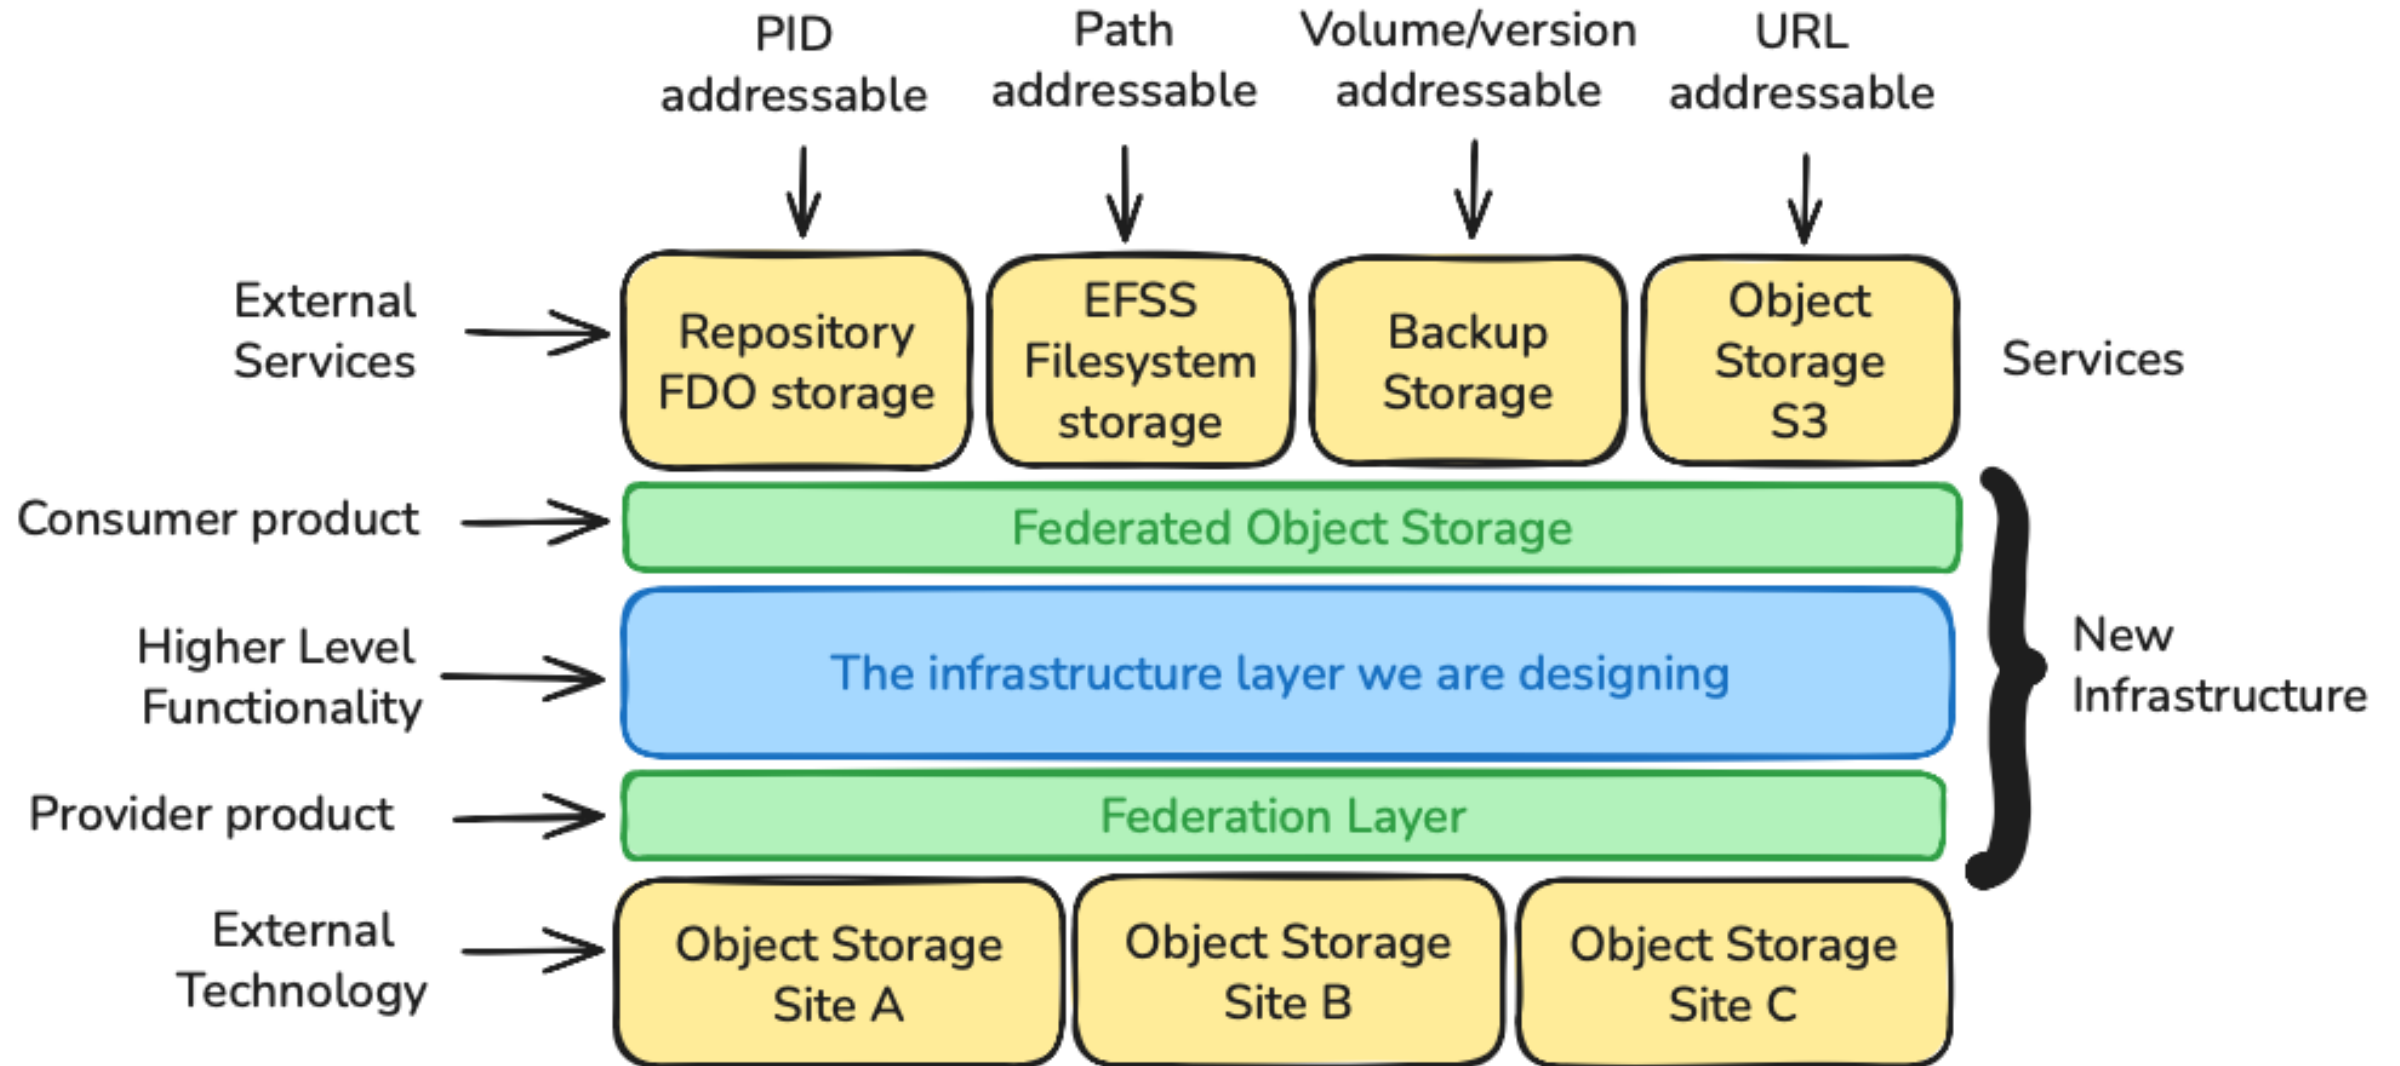 PID
addressable
Path
addressable
Volume/version
addressable
URL
addressable
External
Services
Repository
FDO storage
EFSS
Filesystem
storage
Backup
Storage
Object
Storage
S3
Services
Consumer product
Federated Object Storage
Higher Level
Functionality
The infrastructure layer we are designing
New
Infrastructure
Provider product
Federation Layer
External
Technology
Object Storage
Site A
Object Storage
Site B
Object Storage
Site C